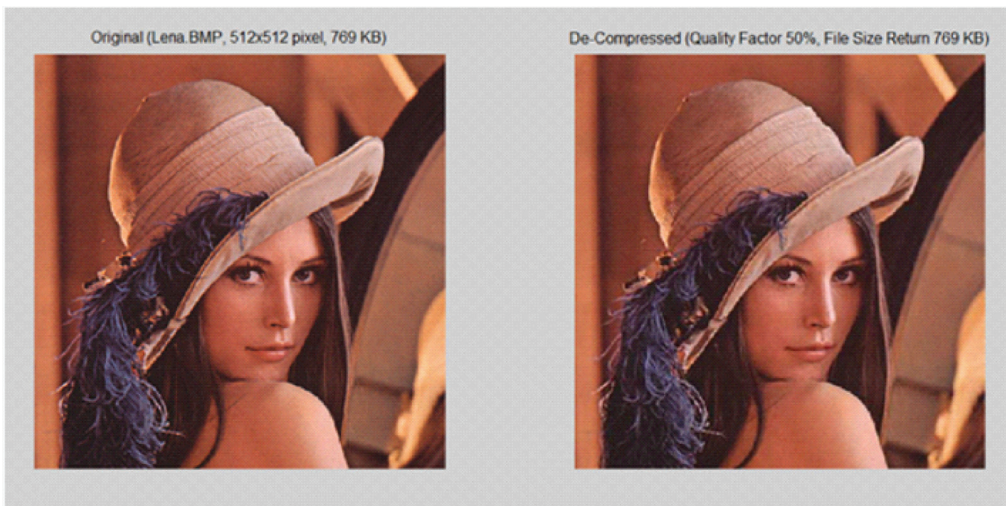 Original (Lena.BMP, 512x512 pixel, 769 KB)
De-Compressed (Quality Factor 50%, File Size Return 769 KB)